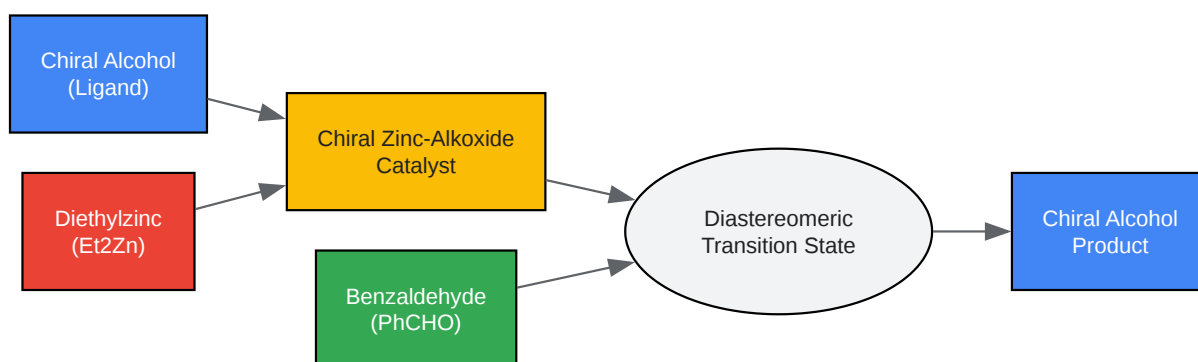 Chiral Alcohol
(Ligand)
Diethylzinc
(Et2Zn)
Chiral Zinc-Alkoxide
Catalyst
Benzaldehyde
(PhCHO)
Diastereomeric
Transition State
Chiral Alcohol
Product